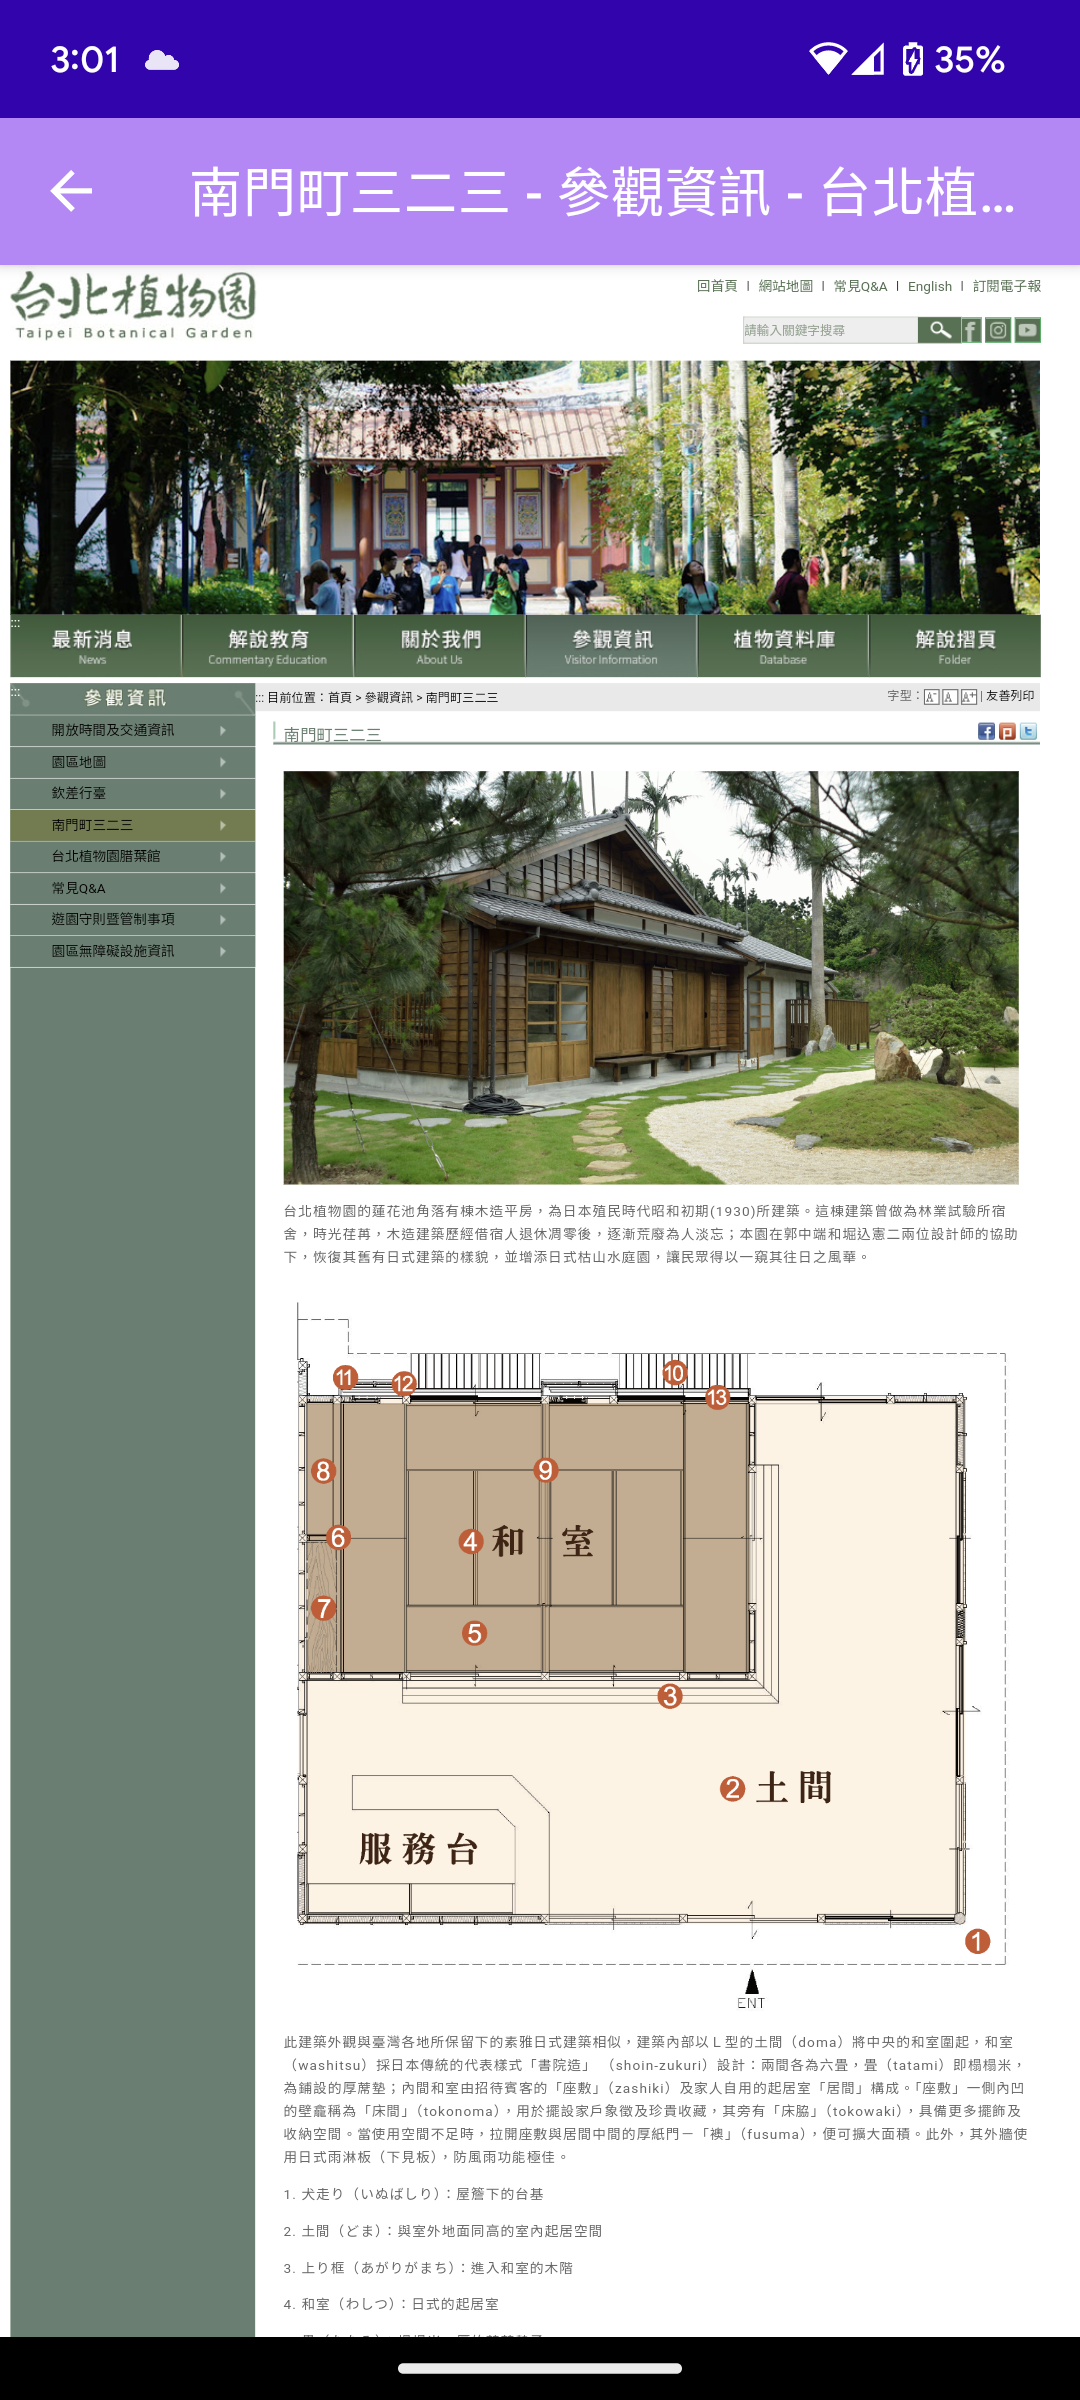 3:01
35%
南門町三二三 - 參觀資訊 - 台北植...
台北植物園
Taipei Botanical Garden
回首頁 | 網站地圖 | 常見Q&A | English | 訂閱電子報
請輸入關鍵字搜尋
:::
最新消息 解說教育 關於我們 參觀資訊 植物資料庫 解說摺頁
News Commentary Education About Us Visitor Information Database Folder
:::
參觀資訊
開放時間及交通資訊
園區地圖
欽差行臺
南門町三二三
台北植物園腊葉館
常見Q&A
遊園守則暨管制事項
園區無障礙設施資訊
::: 目前位置：首頁 > 參觀資訊 > 南門町三二三
字型：A- A A+ | 友善列印
南門町三二三
台北植物園的蓮花池角落有棟木造平房，為日本殖民時代昭和初期(1930)所建築。這棟建築曾做為林業試驗所宿
舍，時光荏苒，木造建築歷經借宿人退休凋零後，逐漸荒廢為人淡忘；本園在郭中端和堀込憲二兩位設計師的協助
下，恢復其舊有日式建築的樣貌，並增添日式枯山水庭園，讓民眾得以一窺其往日之風華。
11
12
10
13
8
9
6
4 和 室
7
5
3
2 土間
服務台
1
ENT
此建築外觀與臺灣各地所保留下的素雅日式建築相似，建築內部以Ｌ型的土間（doma）將中央的和室圍起，和室
（washitsu）採日本傳統的代表樣式「書院造」 （shoin-zukuri）設計：兩間各為六疊，疊（tatami）即榻榻米，
為鋪設的厚蓆墊；內間和室由招待賓客的「座敷」（zashiki）及家人自用的起居室「居間」構成。「座敷」一側內凹
的壁龕稱為「床間」（tokonoma），用於擺設家戶象徵及珍貴收藏，其旁有「床脇」（tokowaki），具備更多擺飾及
收納空間。當使用空間不足時，拉開座敷與居間中間的厚紙門－「襖」（fusuma），便可擴大面積。此外，其外牆使
用日式雨淋板（下見板），防風雨功能極佳。
1. 犬走り（いぬばしり）：屋簷下的台基
2. 土間（どま）：與室外地面同高的室內起居空間
3. 上り框（あがりがまち）：進入和室的木階
4. 和室（わしつ）：日式的起居室